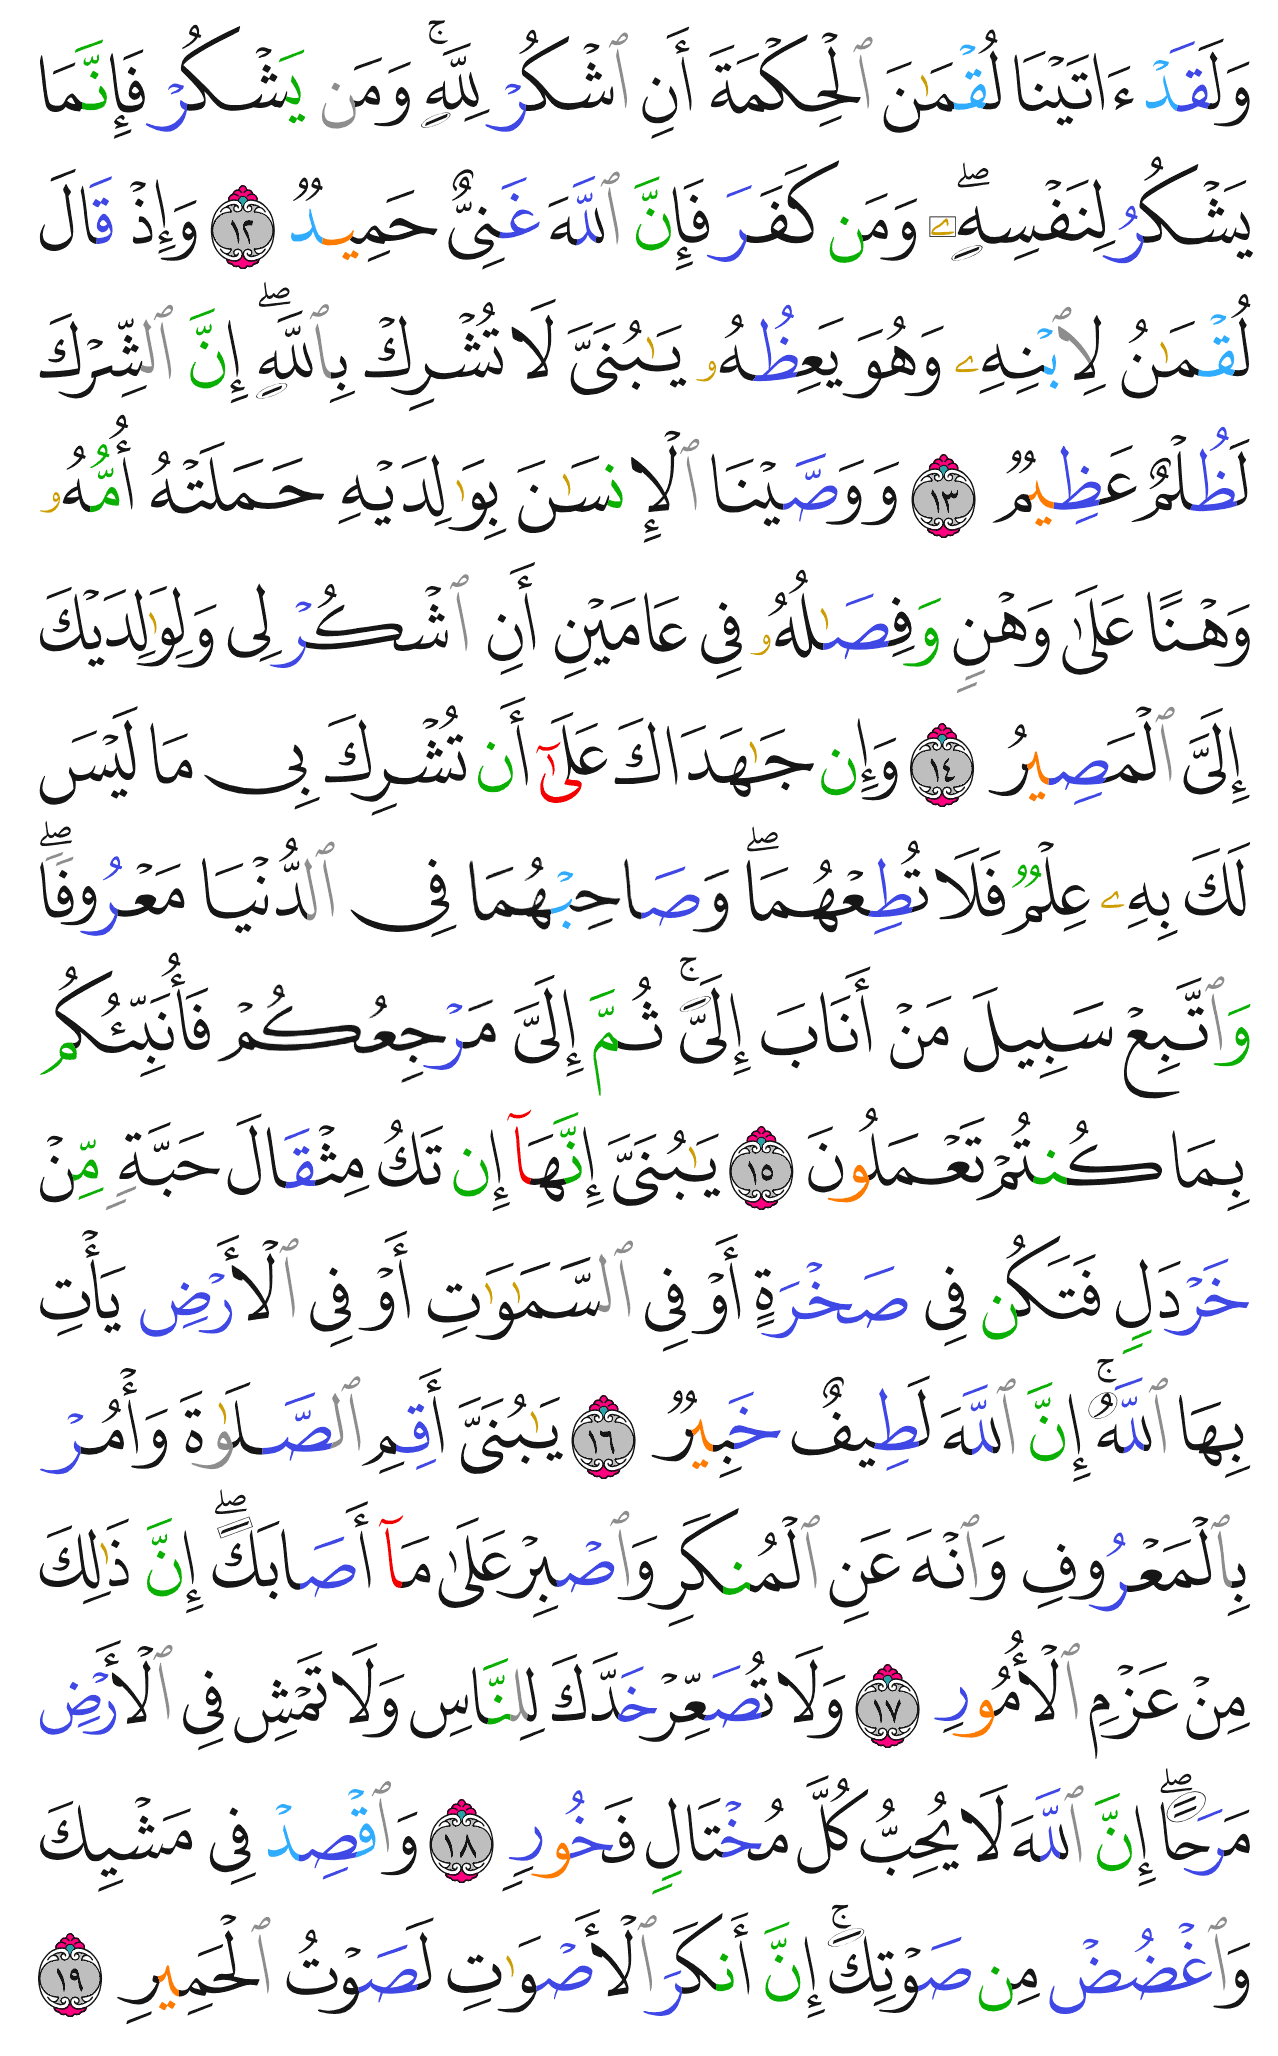 وَلَقَدۡ ءَاتَيۡنَا لُقۡمَٰنَ ٱلۡحِكۡمَةَ أَنِ ٱشۡكُرۡ لِلَّهِۚ وَمَن يَشۡكُرۡ فَإِنَّمَا
يَشۡكُرُ لِنَفۡسِهِۦۖ وَمَن كَفَرَ فَإِنَّ ٱللَّهَ غَنِيٌّ حَمِيدٞ ١٢ وَإِذۡ قَالَ
لُقۡمَٰنُ لِٱبۡنِهِۦ وَهُوَ يَعِظُهُۥ يَٰبُنَيَّ لَا تُشۡرِكۡ بِٱللَّهِۖ إِنَّ ٱلشِّرۡكَ
لَظُلۡمٌ عَظِيمٞ ١٣ وَوَصَّيۡنَا ٱلۡإِنسَٰنَ بِوَٰلِدَيۡهِ حَمَلَتۡهُ أُمُّهُۥ
وَهۡنًا عَلَىٰ وَهۡنٖ وَفِصَٰلُهُۥ فِي عَامَيۡنِ أَنِ ٱشۡكُرۡ لِي وَلِوَٰلِدَيۡكَ
إِلَيَّ ٱلۡمَصِيرُ ١٤ وَإِن جَٰهَدَاكَ عَلَىٰٓ أَن تُشۡرِكَ بِي مَا لَيۡسَ
لَكَ بِهِۦ عِلۡمٞ فَلَا تُطِعۡهُمَاۖ وَصَاحِبۡهُمَا فِي ٱلدُّنۡيَا مَعۡرُوفٗاۖ
وَٱتَّبِعۡ سَبِيلَ مَنۡ أَنَابَ إِلَيَّۚ ثُمَّ إِلَيَّ مَرۡجِعُكُمۡ فَأُنَبِّئُكُم
بِمَا كُنتُمۡ تَعۡمَلُونَ ١٥ يَٰبُنَيَّ إِنَّهَآ إِن تَكُ مِثۡقَالَ حَبَّةٖ مِّنۡ
خَرۡدَلٖ فَتَكُن فِي صَخۡرَةٍ أَوۡ فِي ٱلسَّمَٰوَٰتِ أَوۡ فِي ٱلۡأَرۡضِ يَأۡتِ
بِهَا ٱللَّهُۚ إِنَّ ٱللَّهَ لَطِيفٌ خَبِيرٞ ١٦ يَٰبُنَيَّ أَقِمِ ٱلصَّلَوٰةَ وَأۡمُرۡ
بِٱلۡمَعۡرُوفِ وَٱنۡهَ عَنِ ٱلۡمُنكَرِ وَٱصۡبِرۡ عَلَىٰ مَآ أَصَابَكَۖ إِنَّ ذَٰلِكَ
مِنۡ عَزۡمِ ٱلۡأُمُورِ ١٧ وَلَا تُصَعِّرۡ خَدَّكَ لِلنَّاسِ وَلَا تَمۡشِ فِي ٱلۡأَرۡضِ
مَرَحًاۖ إِنَّ ٱللَّهَ لَا يُحِبُّ كُلَّ مُخۡتَالٖ فَخُورٖ ١٨ وَٱقۡصِدۡ فِي مَشۡيِكَ
وَٱغۡضُضۡ مِن صَوۡتِكَۚ إِنَّ أَنكَرَ ٱلۡأَصۡوَٰتِ لَصَوۡتُ ٱلۡحَمِيرِ ١٩